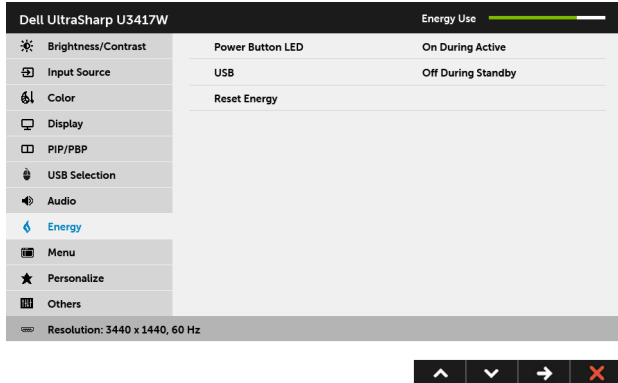 Dell UltraSharp U3417W Energy Use
Brightness/Contrast Power Button LED On During Active
Input Source USB Off During Standby
Color Reset Energy
Display
PIP/PBP
USB Selection
Audio
Energy
Menu
Personalize
Others
Resolution: 3440 x 1440, 60 Hz